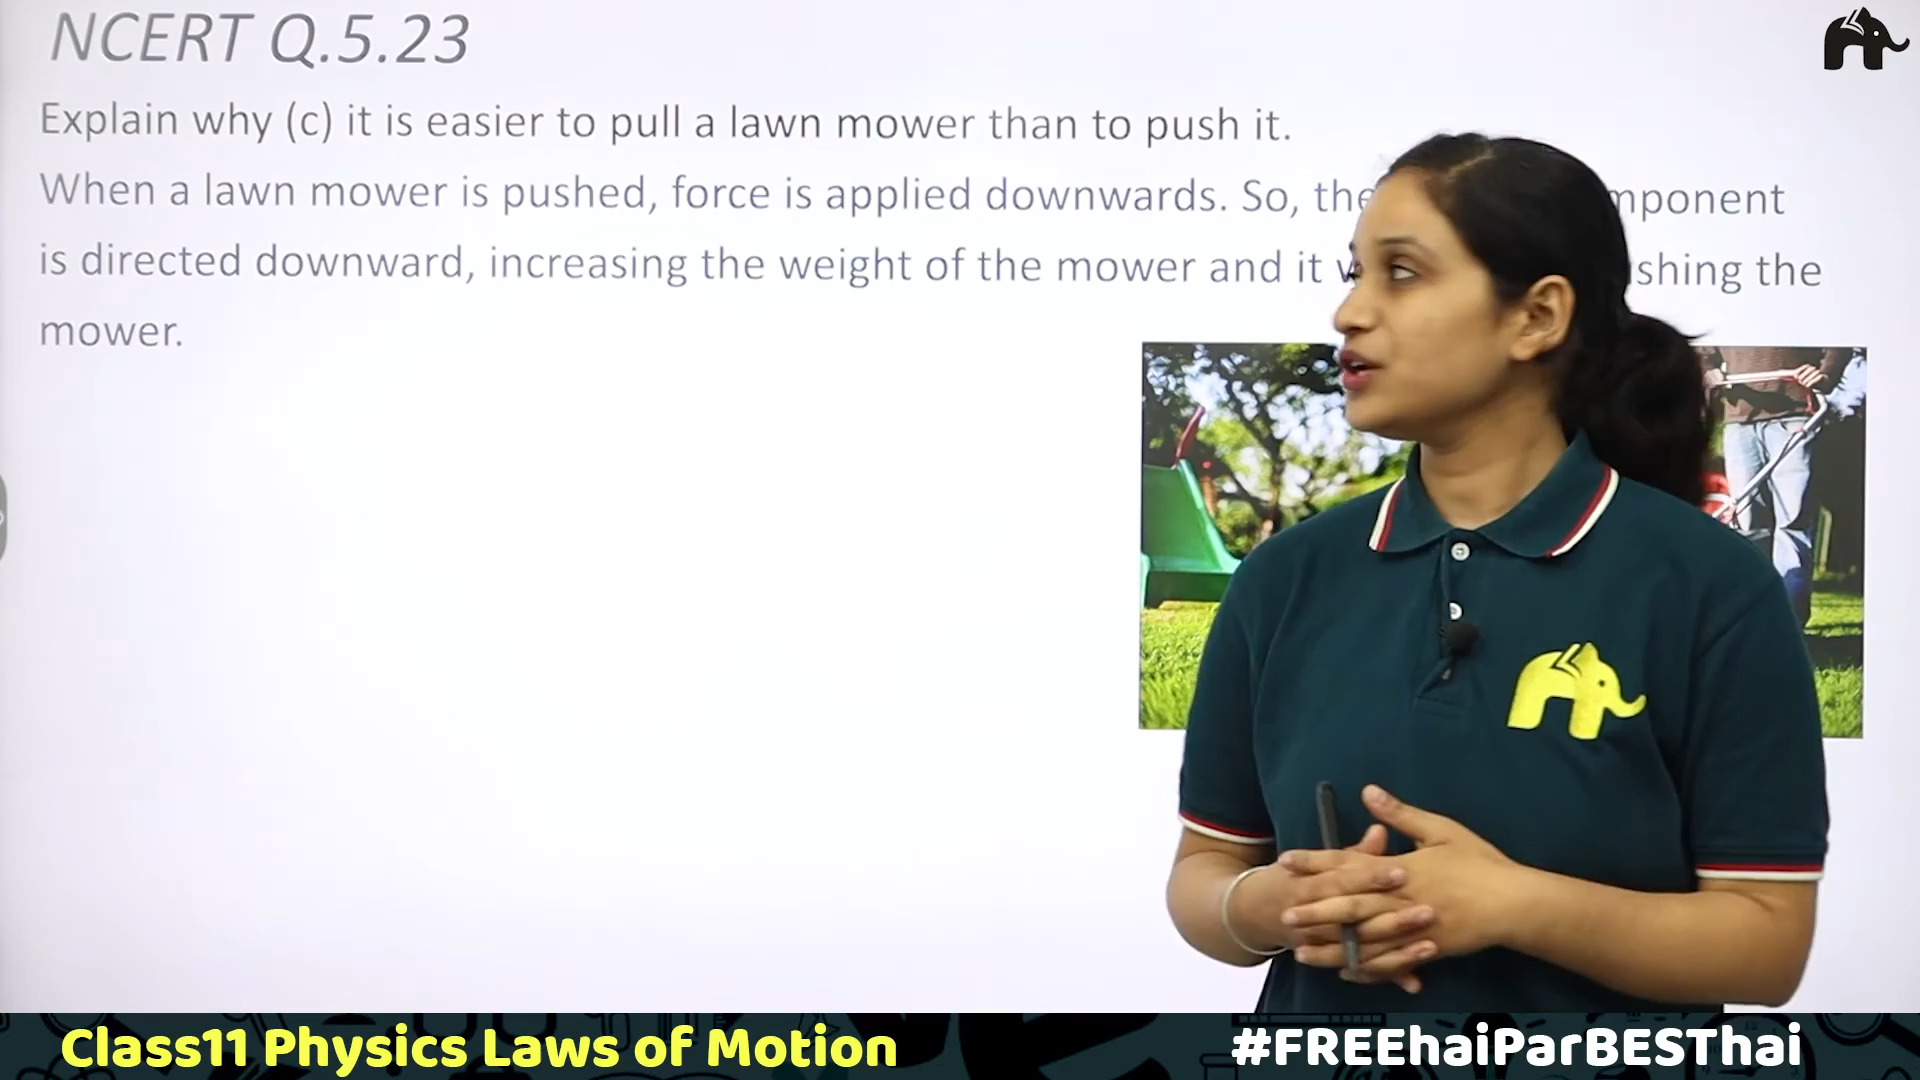 NCERT Q.5.23
Explain why (c) it is easier to pull a lawn mower than to push it.
When a lawn mower is pushed, force is applied downwards. So, the
is directed downward, increasing the weight of the mower and it the
mower.
Class11 Physics Laws of Motion
#FREEhaiParBESThai